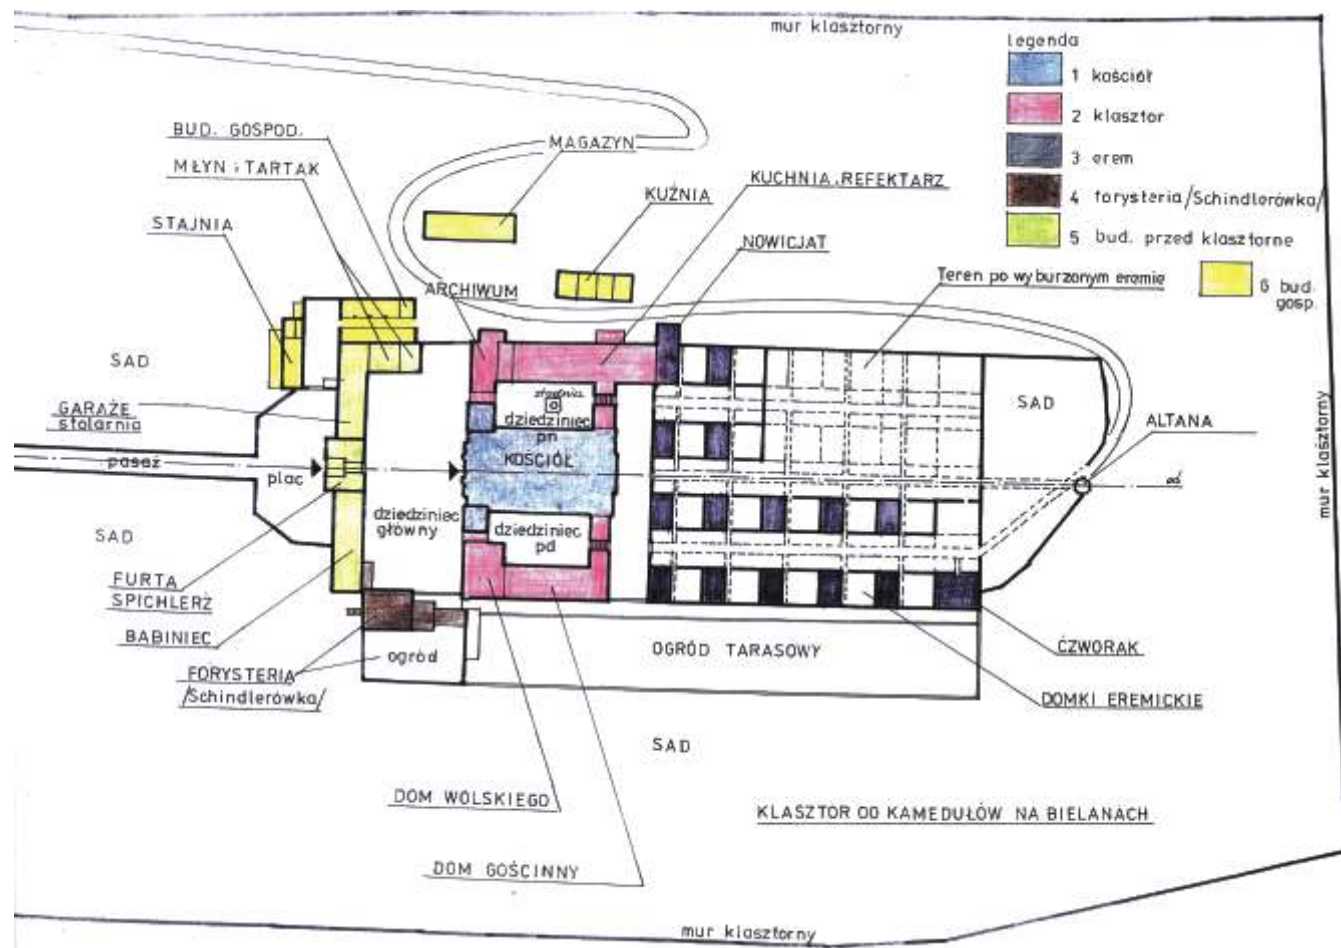 mur klasztorny
legenda
1 kościół
2 klasztor
3 erem
4 forysteria/Schindlerówka/
5 bud. przed klasztorne
6 bud.
gosp.
BUD. GOSPOD.
MŁYN i TARTAK
STAJNIA
MAGAZYN
KUŹNIA
KUCHNIA, REFEKTARZ
NOWICJAT
Teren po wyburzonym eremie
ARCHIWUM
SAD
GARAŻE
stolarnia
studnia
dziedziniec
pn
SAD
ALTANA
pasaż
plac
KOŚCIÓŁ
oś
mur klasztorny
dziedziniec
główny
dziedziniec
pd
SAD
FURTA
SPICHLERZ
BABINIEC
ogród
OGRÓD TARASOWY
CZWORAK
FORYSTERIA
/Schindlerówka/
DOMKI EREMICKIE
SAD
DOM WOLSKIEGO
KLASZTOR OO KAMEDUŁÓW NA BIELANACH
DOM GOŚCINNY
mur klasztorny